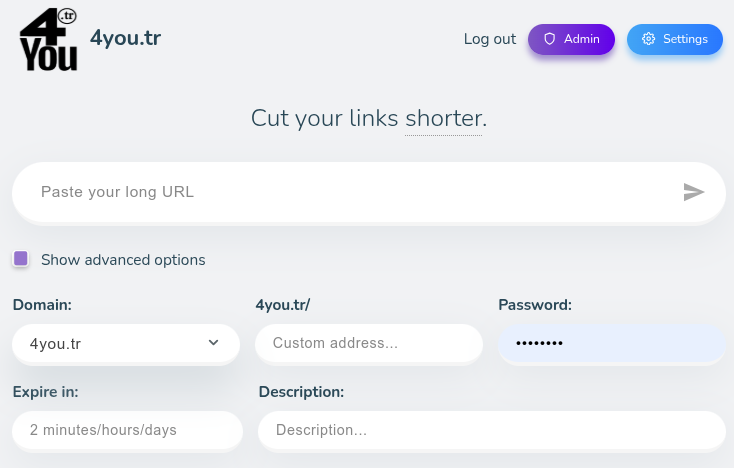 4.tr
You
4you.tr
Log out
Admin
Settings
Cut your links shorter.
Paste your long URL
Show advanced options
Domain:
4you.tr/
Password:
4you.tr
Custom address...
••••••••
Expire in:
Description:
2 minutes/hours/days
Description...